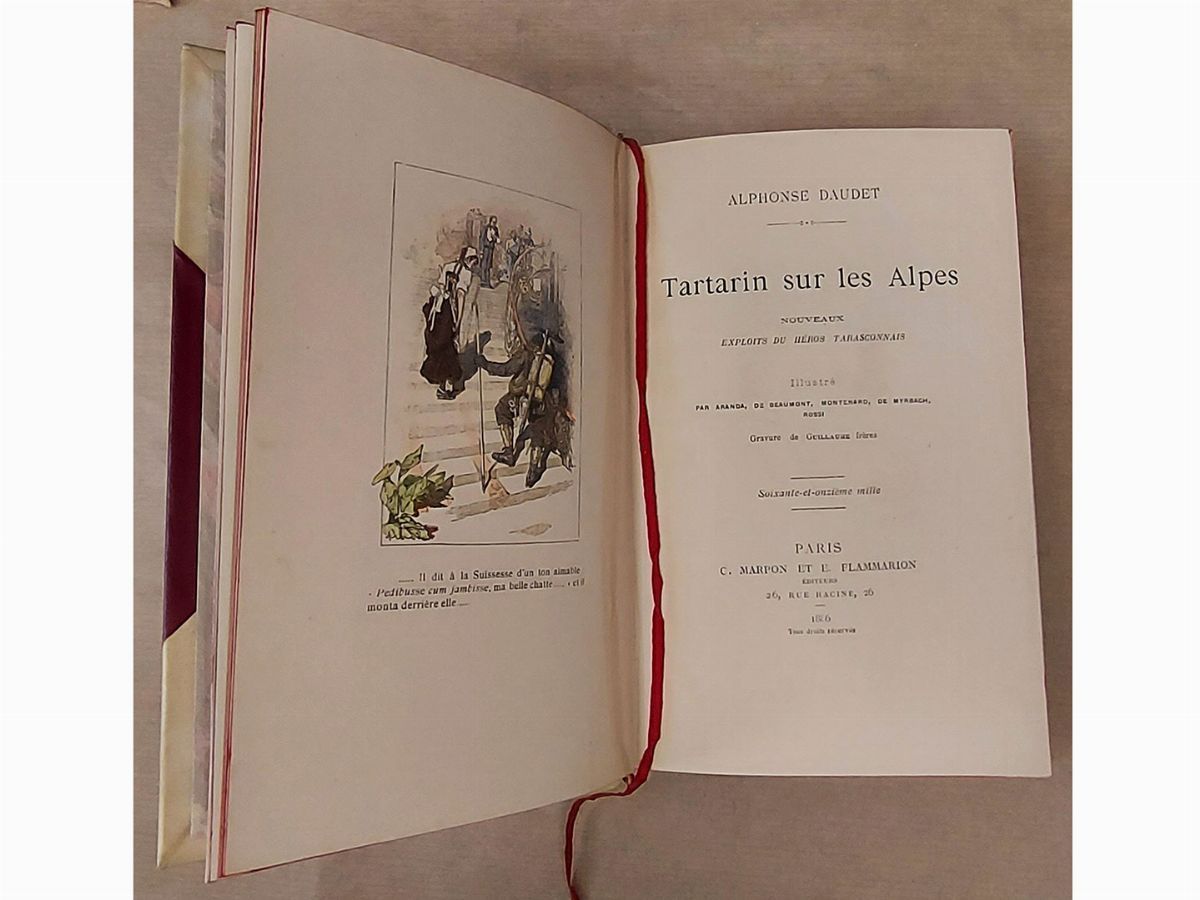 ..... Il dit à la Suissesse d'un ton aimable
« Pedibusse cum jambisse, ma belle chatte..... » et il
monta derrière elle.....
ALPHONSE DAUDET
Tartarin sur les Alpes
NOUVEAUX
EXPLOITS DU HÉROS TARASCONNAIS
Illustré
PAR ARANDA, DE BEAUMONT, MONTENARD, DE MYRBACH,
ROSSI
Gravure de GUILLAUME frères
Soixante-et-onzième mille
PARIS
C. MARPON ET E. FLAMMARION
ÉDITEURS
26, RUE RACINE, 26
1886
Tous droits réservés